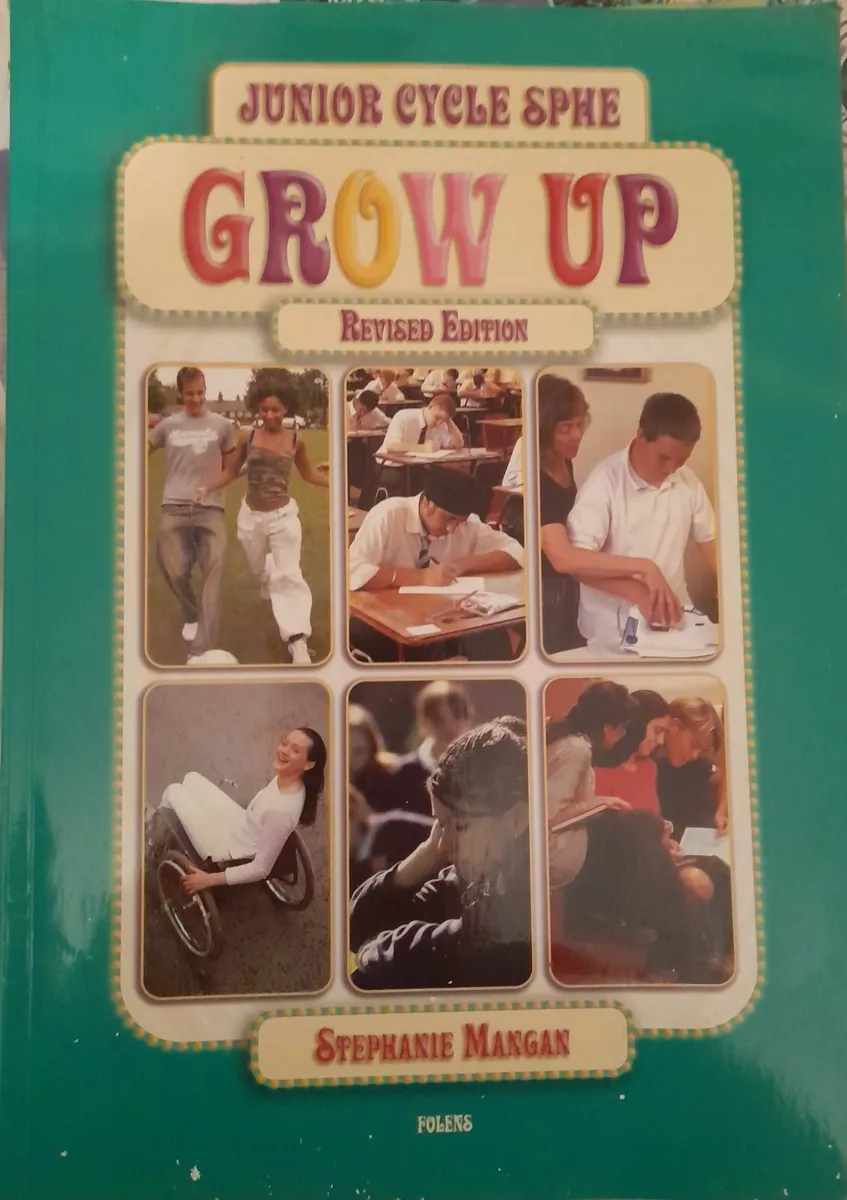 JUNIOR CYCLE SPHE
GROW UP
REVISED EDITION
STEPHANIE MANGAN
FOLENS